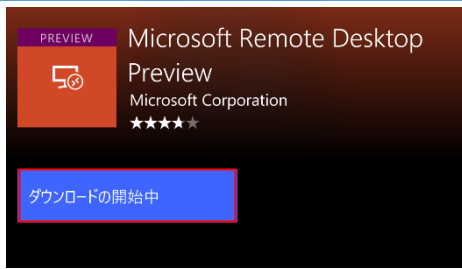 PREVIEW
Microsoft Remote Desktop
Preview
Microsoft Corporation
ダウンロードの開始中